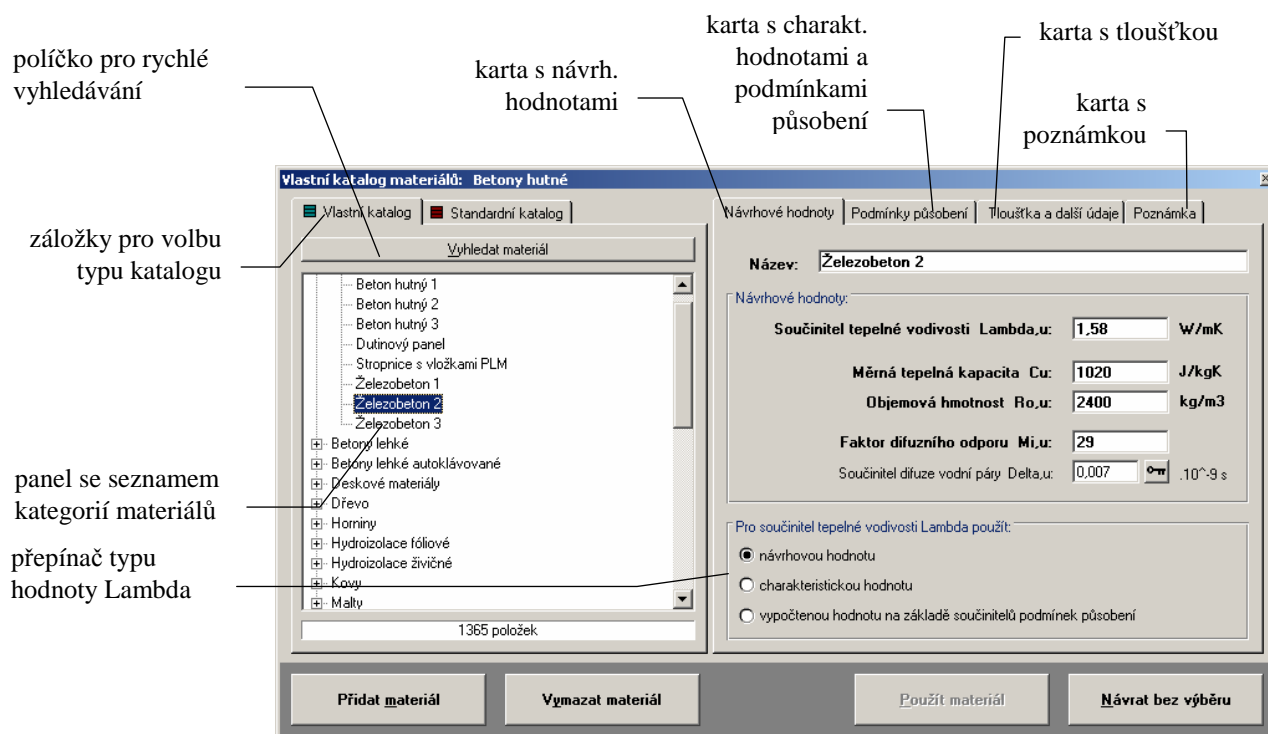 karta s charakt.
hodnotami a
podmínkami
působení
karta s tloušťkou
políčko pro rychlé
vyhledávání
karta s návrh.
hodnotami
karta s
poznámkou
Vlastní katalog materiálů: Betony hutné
Vlastní katalog
Standardní katalog
Návrhové hodnoty
Podmínky působení
Tloušťka a další údaje
Poznámka
záložky pro volbu
typu katalogu
Vyhledat materiál
Název: Železobeton 2
Beton hutný 1
Beton hutný 2
Beton hutný 3
Dutinový panel
Stropnice s vložkami PLM
Železobeton 1
Železobeton 2
Železobeton 3
Betony lehké
Betony lehké autoklávované
Deskové materiály
Dřevo
Horniny
Hydroizolace fóliové
Hydroizolace živičné
Kovy
Malty
1365 položek
Návrhové hodnoty:
Součinitel tepelné vodivosti Lambda,u: 1,58 W/mK
Měrná tepelná kapacita Cu: 1020 J/kgK
Objemová hmotnost Ro,u: 2400 kg/m3
Faktor difuzního odporu Mi,u: 29
Součinitel difuze vodní páry Delta,u: 0,007 .10^-9 s
panel se seznamem
kategorií materiálů
přepínač typu
hodnoty Lambda
Pro součinitel tepelné vodivosti Lambda použít:
návrhovou hodnotu
charakteristickou hodnotu
vypočtenou hodnotu na základě součinitelů podmínek působení
Přidat materiál
Vymazat materiál
Použít materiál
Návrat bez výběru